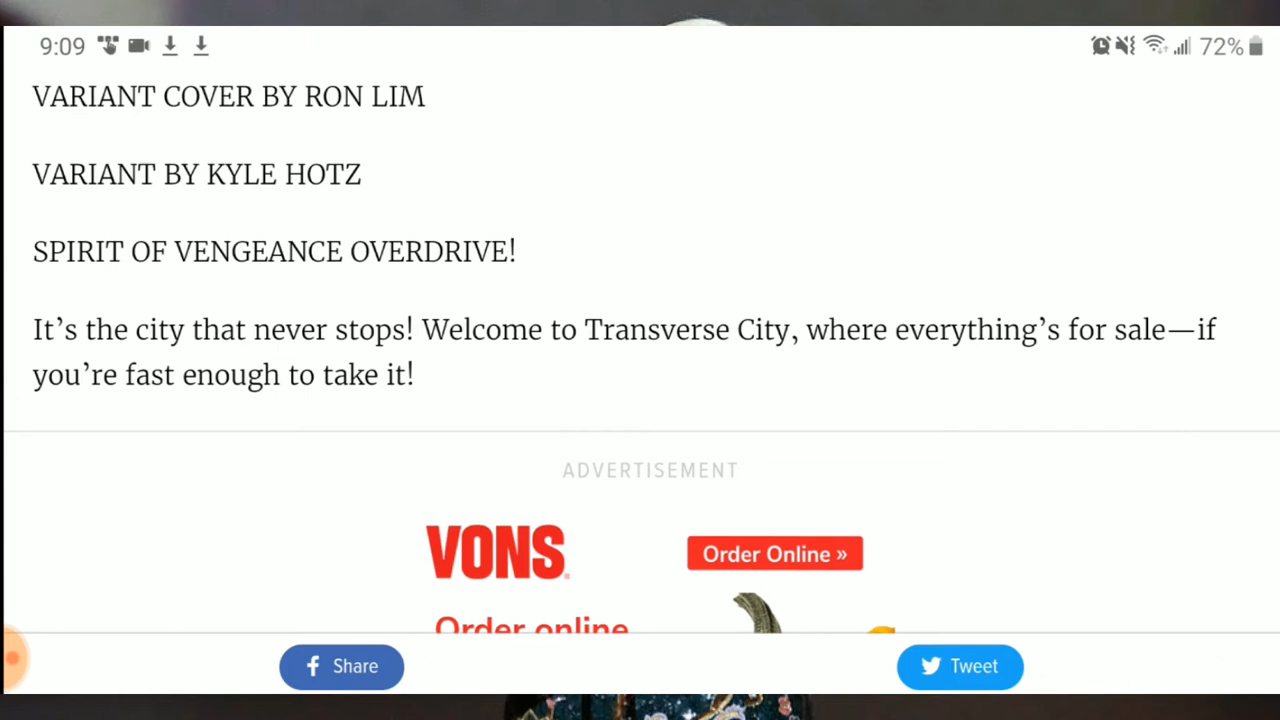 9:09 72%
VARIANT COVER BY RON LIM
VARIANT BY KYLE HOTZ
SPIRIT OF VENGEANCE OVERDRIVE!
It’s the city that never stops! Welcome to Transverse City, where everything’s for sale—if
you’re fast enough to take it!
ADVERTISEMENT
VONS
Order Online »
Order online
Share Tweet